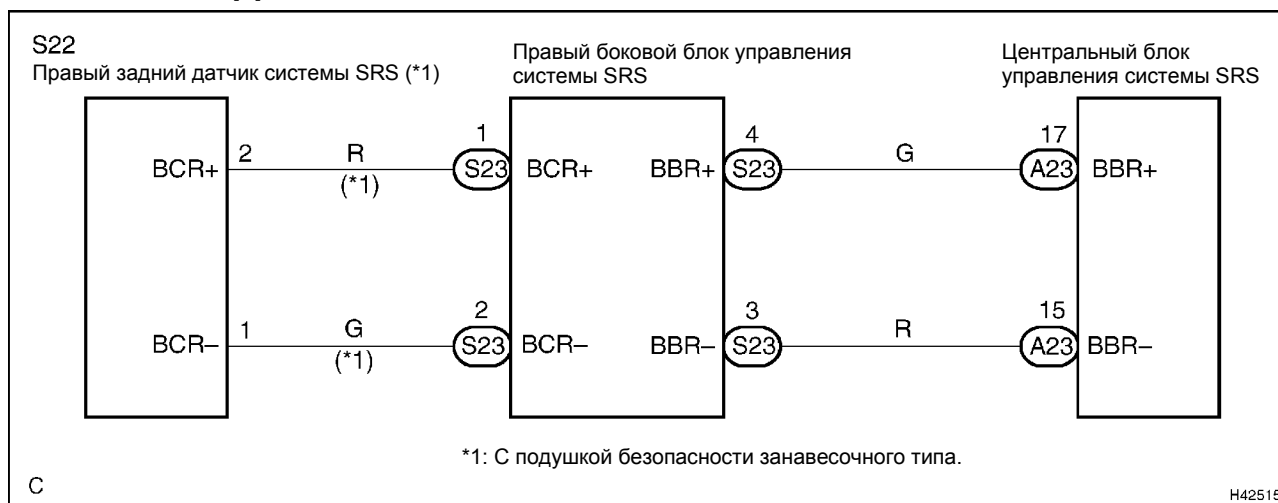 S22
Правый задний датчик системы SRS (*1)
Правый боковой блок управления
системы SRS
Центральный блок
управления системы SRS
BCR+ 2 R (*1) 1 S23 BCR+ BBR+ 4 S23 G 17 A23 BBR+
BCR– 1 G (*1) 2 S23 BCR– BBR– 3 S23 R 15 A23 BBR–
*1: С подушкой безопасности занавесочного типа.
C
H42515